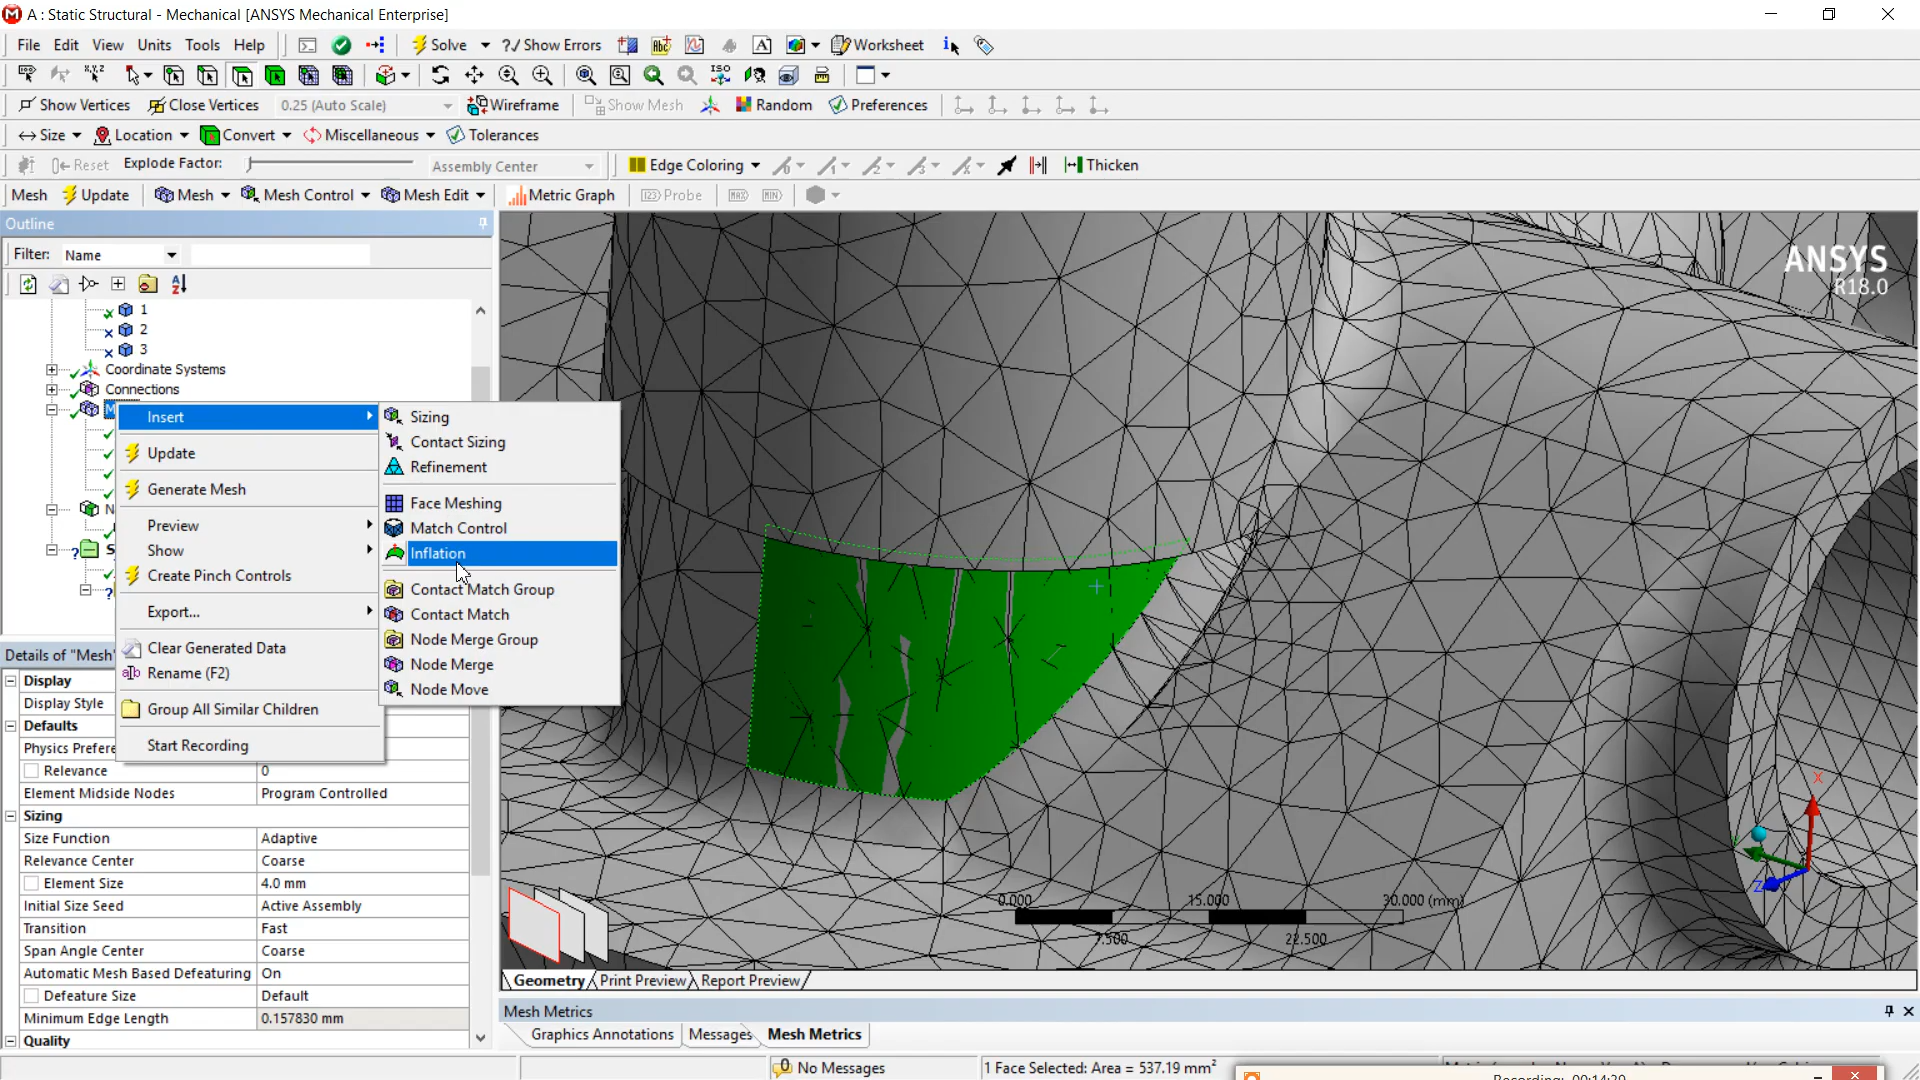 A : Static Structural - Mechanical [ANSYS Mechanical Enterprise]
File Edit View Units Tools Help Solve ?/ Show Errors Worksheet
Show Vertices Close Vertices 0.25 (Auto Scale) Wireframe Show Mesh Random Preferences
Size Location Convert Miscellaneous Tolerances
Reset Explode Factor: Assembly Center Edge Coloring Thicken
Mesh Update Mesh Mesh Control Mesh Edit Metric Graph Probe
Outline
Filter: Name
1
2
3
Coordinate Systems
Connections
Insert
Update
Generate Mesh
Preview
Show
Create Pinch Controls
Export...
Clear Generated Data
Rename (F2)
Group All Similar Children
Start Recording
Sizing
Contact Sizing
Refinement
Face Meshing
Match Control
Inflation
Contact Match Group
Contact Match
Node Merge Group
Node Merge
Node Move
Details of "Mesh"
Display
Display Style
Defaults
Physics Prefere
Relevance 0
Element Midside Nodes Program Controlled
Sizing
Size Function Adaptive
Relevance Center Coarse
Element Size 4.0 mm
Initial Size Seed Active Assembly
Transition Fast
Span Angle Center Coarse
Automatic Mesh Based Defeaturing On
Defeature Size Default
Minimum Edge Length 0.157830 mm
Quality
ANSYS
R18.0
X
Z
0.000 15.000 30.000 (mm)
7.500 22.500
Geometry Print Preview Report Preview
Mesh Metrics
Graphics Annotations Messages Mesh Metrics
No Messages 1 Face Selected: Area = 537.19 mm²
Recording: 00:14:20